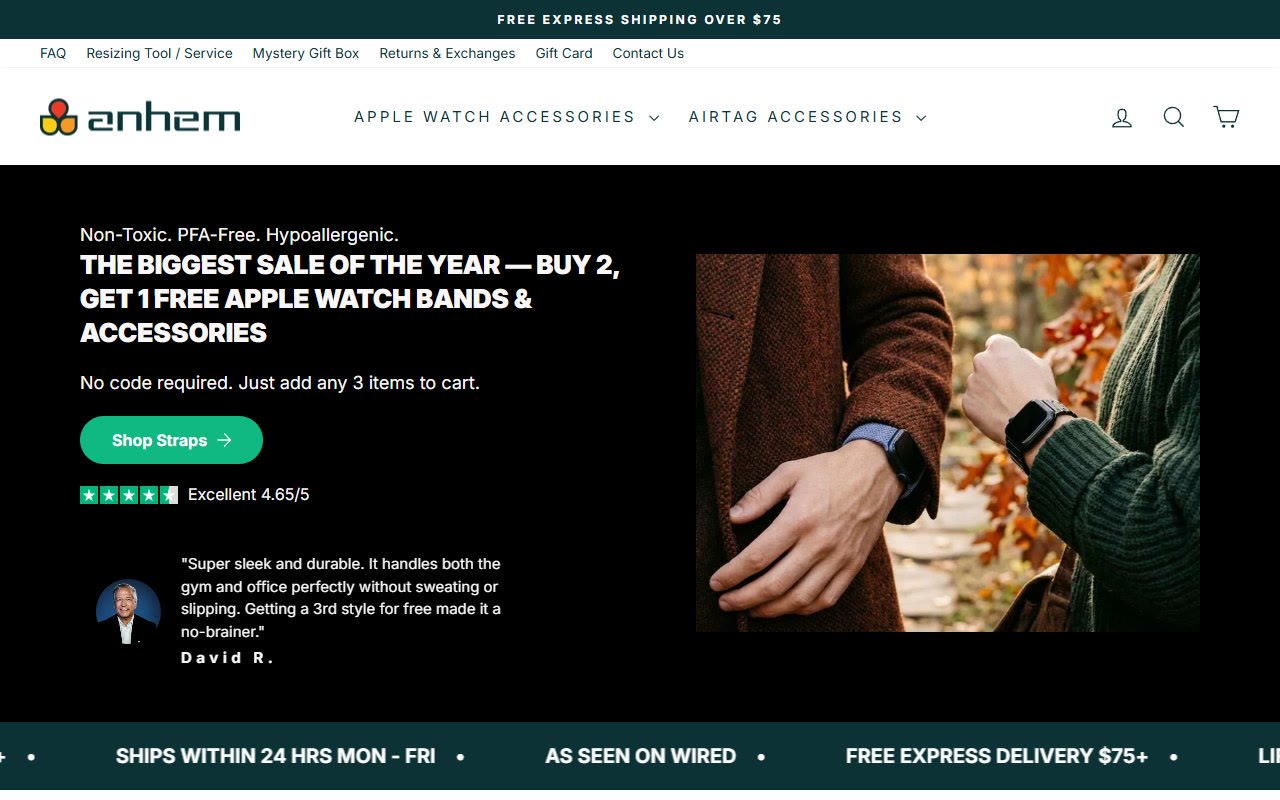 FREE EXPRESS SHIPPING OVER $75
FAQ Resizing Tool / Service Mystery Gift Box Returns & Exchanges Gift Card Contact Us
anhem
APPLE WATCH ACCESSORIES AIRTAG ACCESSORIES
Non-Toxic. PFA-Free. Hypoallergenic.
THE BIGGEST SALE OF THE YEAR — BUY 2,
GET 1 FREE APPLE WATCH BANDS &
ACCESSORIES
No code required. Just add any 3 items to cart.
Shop Straps →
Excellent 4.65/5
"Super sleek and durable. It handles both the
gym and office perfectly without sweating or
slipping. Getting a 3rd style for free made it a
no-brainer."
David R.
+ • SHIPS WITHIN 24 HRS MON - FRI • AS SEEN ON WIRED • FREE EXPRESS DELIVERY $75+ •